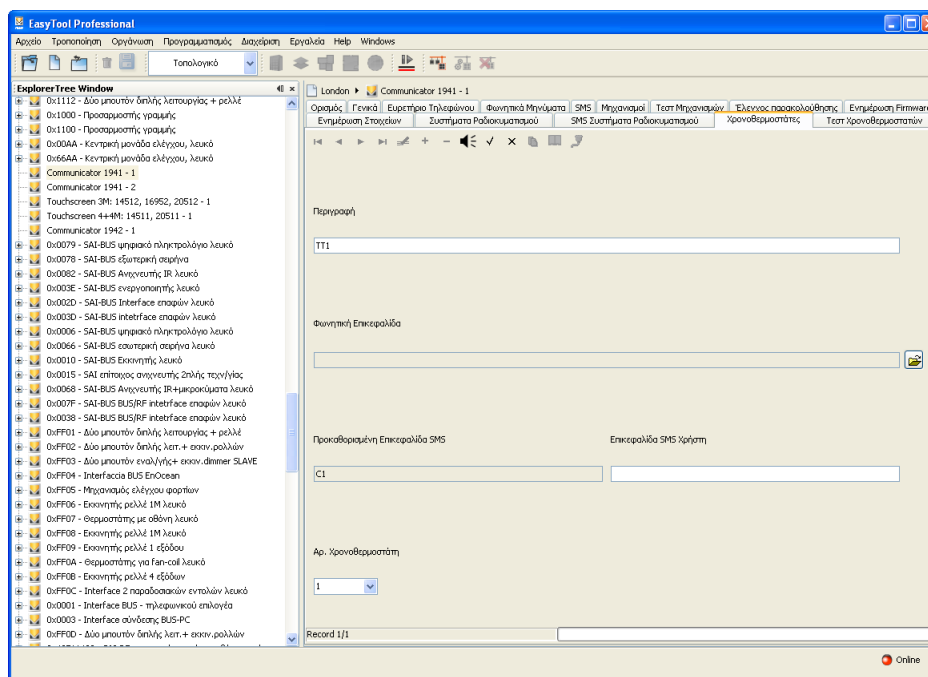 EasyTool Professional
Αρχείο Τροποποίηση Οργάνωση Προγραμματισμός Διαχείριση Εργαλεία Help Windows
Τοπολογικό
ExplorerTree Window
0x1112 - Δύο μπουτόν διπλής λειτουργίας + ρελλέ
0x1000 - Προσαρμοστής γραμμής
0x1100 - Προσαρμοστής γραμμής
0x00AA - Κεντρική μονάδα ελέγχου, λευκό
0x66AA - Κεντρική μονάδα ελέγχου, λευκό
Communicator 1941 - 1
Communicator 1941 - 2
Touchscreen 3M: 14512, 16952, 20512 - 1
Touchscreen 4+4M: 14511, 20511 - 1
Communicator 1942 - 1
0x0079 - SAI-BUS ψηφιακό πληκτρολόγιο λευκό
0x0078 - SAI-BUS εξωτερική σειρήνα
0x0082 - SAI-BUS Ανιχνευτής IR λευκό
0x003E - SAI-BUS ενεργοποιητής λευκό
0x002D - SAI-BUS Interface επαφών λευκό
0x003D - SAI-BUS intetrface επαφών λευκό
0x0006 - SAI-BUS ψηφιακό πληκτρολόγιο λευκό
0x0066 - SAI-BUS εσωτερική σειρήνα λευκό
0x0010 - SAI-BUS Εκκινητής λευκό
0x0015 - SAI επίτοιχος ανιχνευτής 2πλής τεχν/γίας
0x0068 - SAI-BUS Ανιχνευτής IR+μικροκύματα λευκό
0x007F - SAI-BUS BUS/RF intetrface επαφών λευκό
0x0038 - SAI-BUS BUS/RF intetrface επαφών λευκό
0xFF01 - Δύο μπουτόν διπλής λειτουργίας + ρελλέ
0xFF02 - Δύο μπουτόν διπλής λειτ.+ εκκιν.ρολλών
0xFF03 - Δύο μπουτόν εναλ/γής+ εκκιν.dimmer SLAVE
0xFF04 - Interfaccia BUS EnOcean
0xFF05 - Μηχανισμός ελέγχου φορτίων
0xFF06 - Εκκινητής ρελλέ 1M λευκό
0xFF07 - Θερμοστάτης με οθόνη λευκό
0xFF08 - Εκκινητής ρελλέ 1M λευκό
0xFF09 - Εκκινητής ρελλέ 1 εξόδου
0xFF0A - Θερμοστάτης για fan-coil λευκό
0xFF0B - Εκκινητής ρελλέ 4 εξόδων
0xFF0C - Interface 2 παραδοσιακών εντολών λευκό
0x0001 - Interface BUS - τηλεφωνικού επιλογέα
0x0003 - Interface σύνδεσης BUS-PC
0xFF0D - Δύο μπουτόν διπλής λειτ.+ εκκιν.ρολλών
London Communicator 1941 - 1
Ορισμός Γενικά Ευρετήριο Τηλεφώνου Φωνητικά Μηνύματα SMS Μηχανισμοί Τεστ Μηχανισμών Έλεγχος παρακολούθησης Ενημέρωση Firmware
Ενημέρωση Στοιχείων Συστήματα Ραδιοκυματισμού SMS Συστήματα Ραδιοκυματισμού Χρονοθερμοστάτες Τεστ Χρονοθερμοστατών
Περιγραφή
TT1
Φωνητική Επικεφαλίδα
Προκαθορισμένη Επικεφαλίδα SMS Επικεφαλίδα SMS Χρήστη
C1
Αρ. Χρονοθερμοστάτη
1
Record 1/1
Online